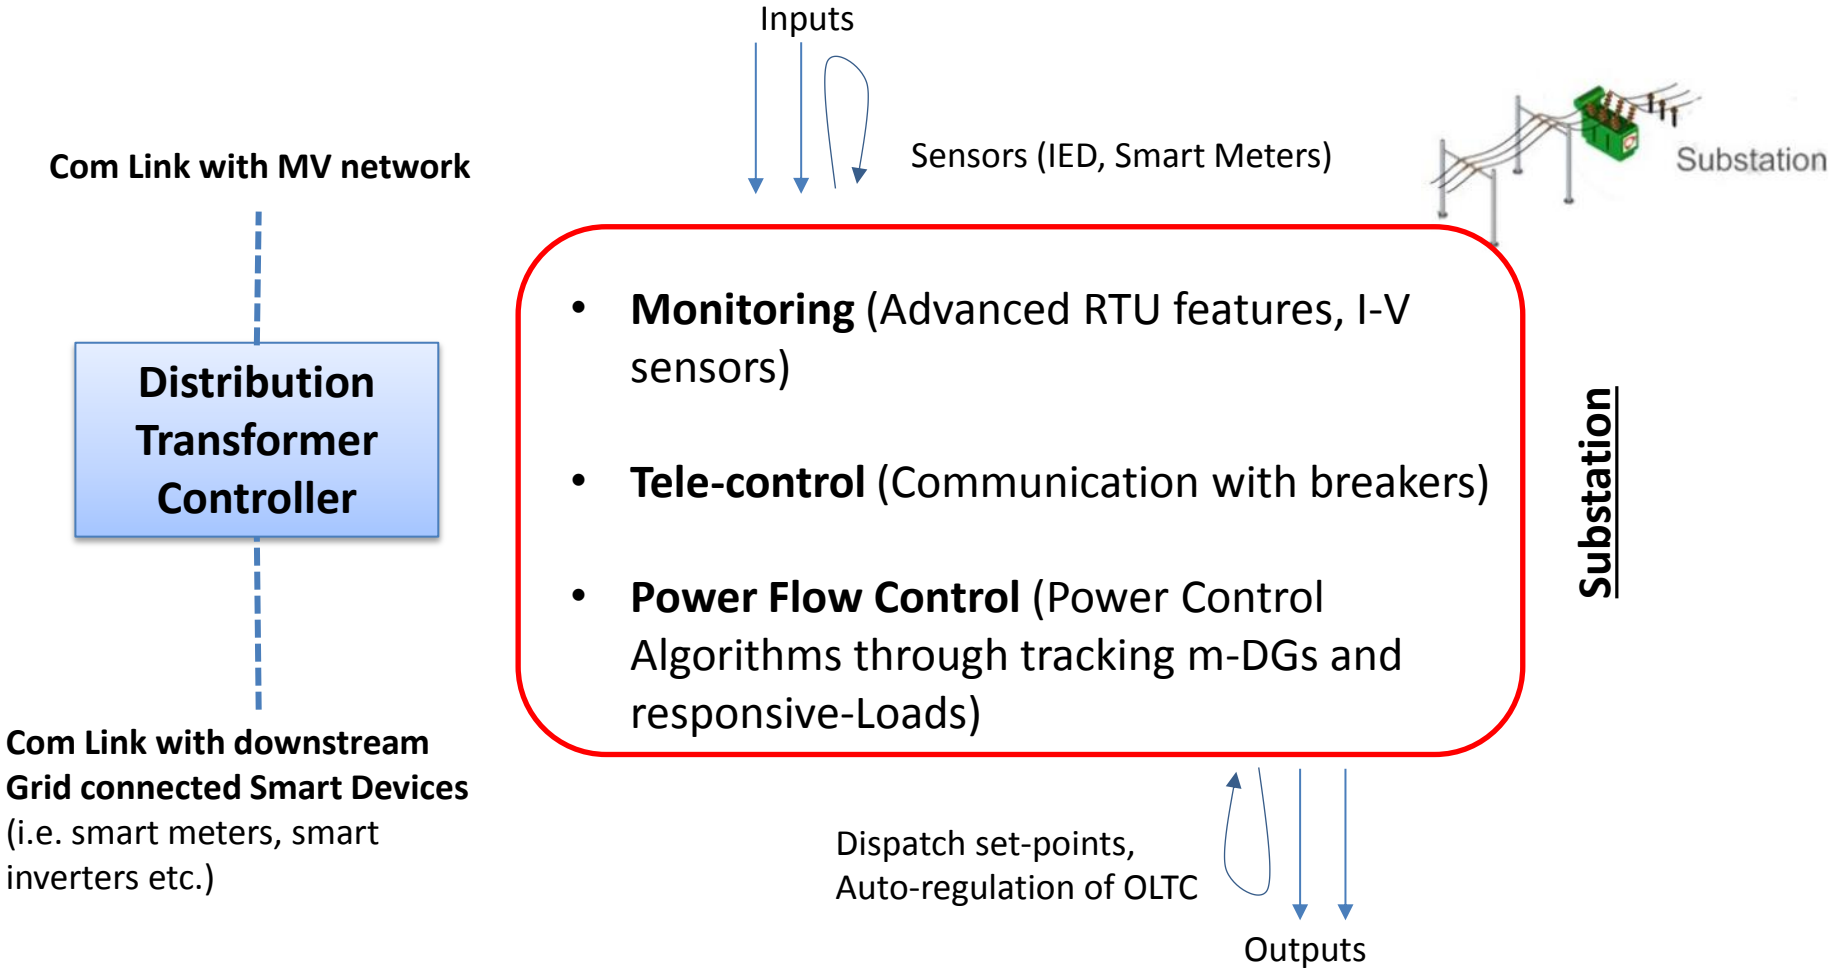 Inputs
Sensors (IED, Smart Meters)
Substation
Com Link with MV network
Distribution
Transformer
Controller
Com Link with downstream
Grid connected Smart Devices
(i.e. smart meters, smart
inverters etc.)
• Monitoring (Advanced RTU features, I-V
sensors)
• Tele-control (Communication with breakers)
• Power Flow Control (Power Control
Algorithms through tracking m-DGs and
responsive-Loads)
Substation
Dispatch set-points,
Auto-regulation of OLTC
Outputs